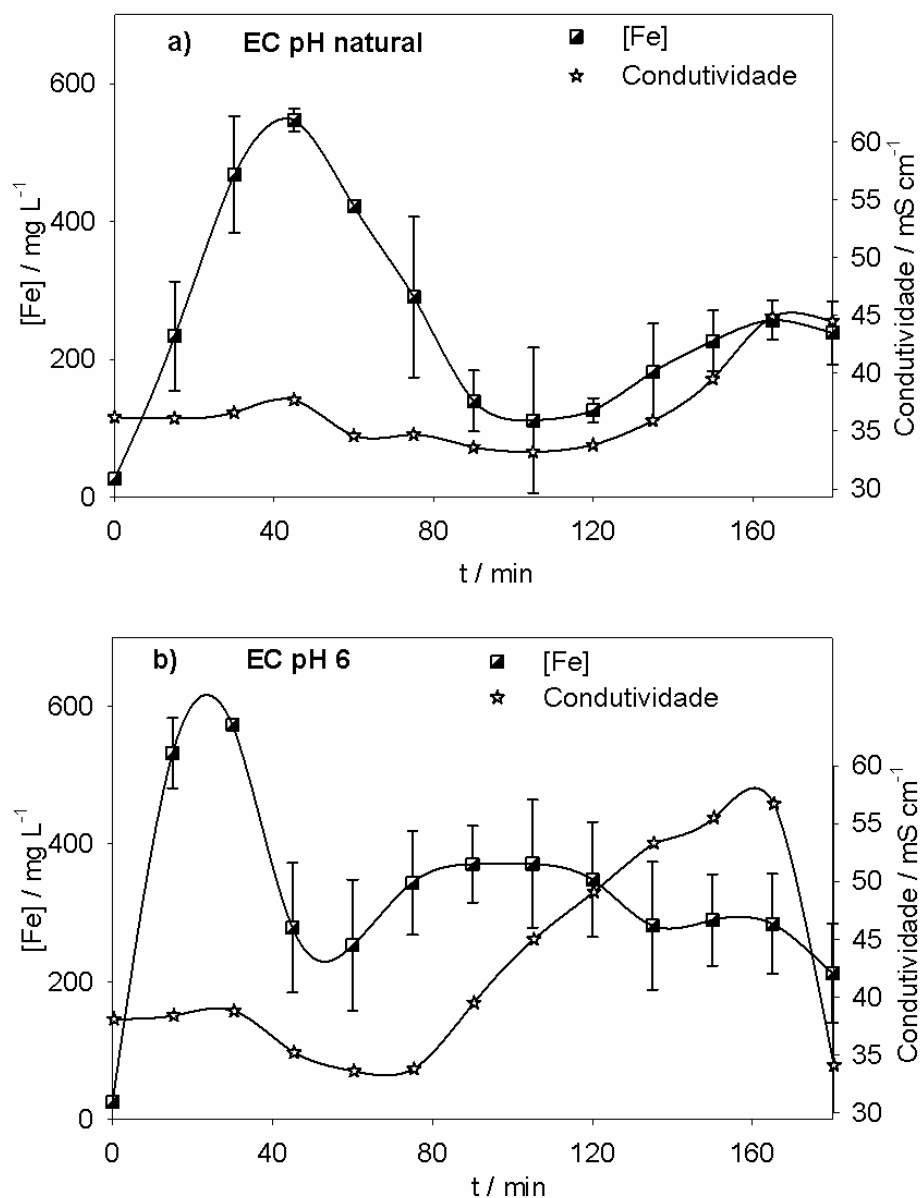 a) EC pH natural
[Fe]
Condutividade
600
400
200
0
[Fe] / mg L⁻¹
60
55
50
45
40
35
30
Condutividade / mS cm⁻¹
0 40 80 120 160
t / min
b) EC pH 6
[Fe]
Condutividade
600
400
200
0
[Fe] / mg L⁻¹
60
55
50
45
40
35
30
Condutividade / mS cm⁻¹
0 40 80 120 160
t / min